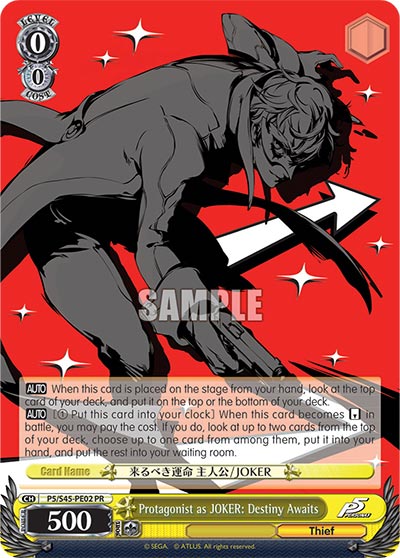 LEVEL
0
0
COST
SAMPLE
AUTO When this card is placed on the stage from your hand, look at the top
card of your deck, and put it on the top or the bottom of your deck.
AUTO [① Put this card into your clock] When this card becomes in
battle, you may pay the cost. If you do, look at up to two cards from the
top of your deck, choose up to one card from among them, put it into your
hand, and put the rest into your waiting room.
Card Name 来るべき運命 主人公/JOKER
CH P5/S45-PE02 PR
Protagonist as JOKER: Destiny Awaits
500
P5
Thief
© SEGA. © ATLUS. All rights reserved.